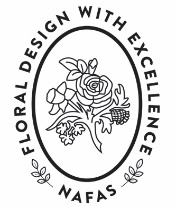 FLORAL DESIGN WITH EXCELLENCE
NAFAS